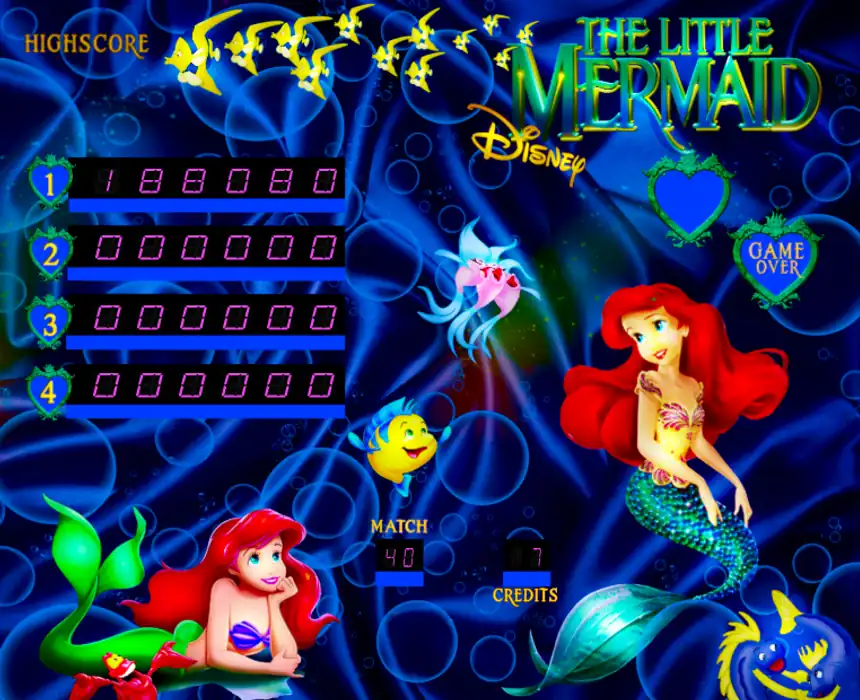 HIGHSCORE
THE LITTLE
MERMAID
DISNEY
1 188080
2 000000
3 000000
4 000000
GAME
OVER
MATCH
40
7
CREDITS